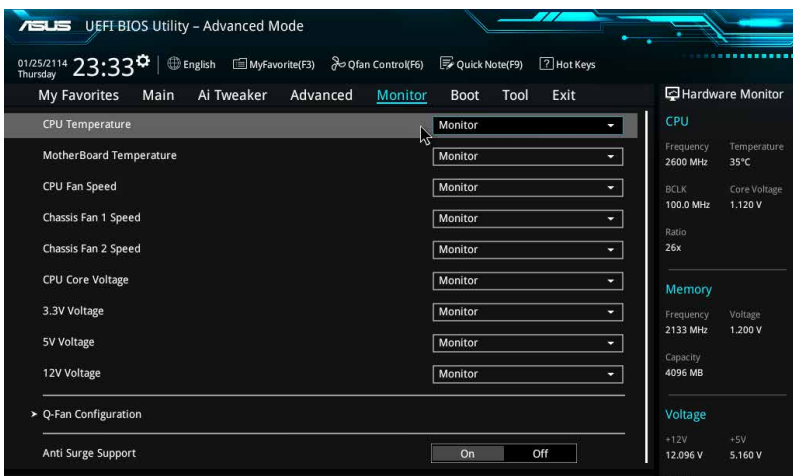 ASUS UEFI BIOS Utility – Advanced Mode
01/25/2114
Thursday
23:33
English MyFavorite(F3) Qfan Control(F6) Quick Note(F9) ? Hot Keys
My Favorites Main Ai Tweaker Advanced Monitor Boot Tool Exit
Hardware Monitor
CPU Temperature Monitor
MotherBoard Temperature Monitor
CPU Fan Speed Monitor
Chassis Fan 1 Speed Monitor
Chassis Fan 2 Speed Monitor
CPU Core Voltage Monitor
3.3V Voltage Monitor
5V Voltage Monitor
12V Voltage Monitor
> Q-Fan Configuration
Anti Surge Support On Off
CPU
Frequency Temperature
2600 MHz 35°C
BCLK Core Voltage
100.0 MHz 1.120 V
Ratio
26x
Memory
Frequency Voltage
2133 MHz 1.200 V
Capacity
4096 MB
Voltage
+12V +5V
12.096 V 5.160 V